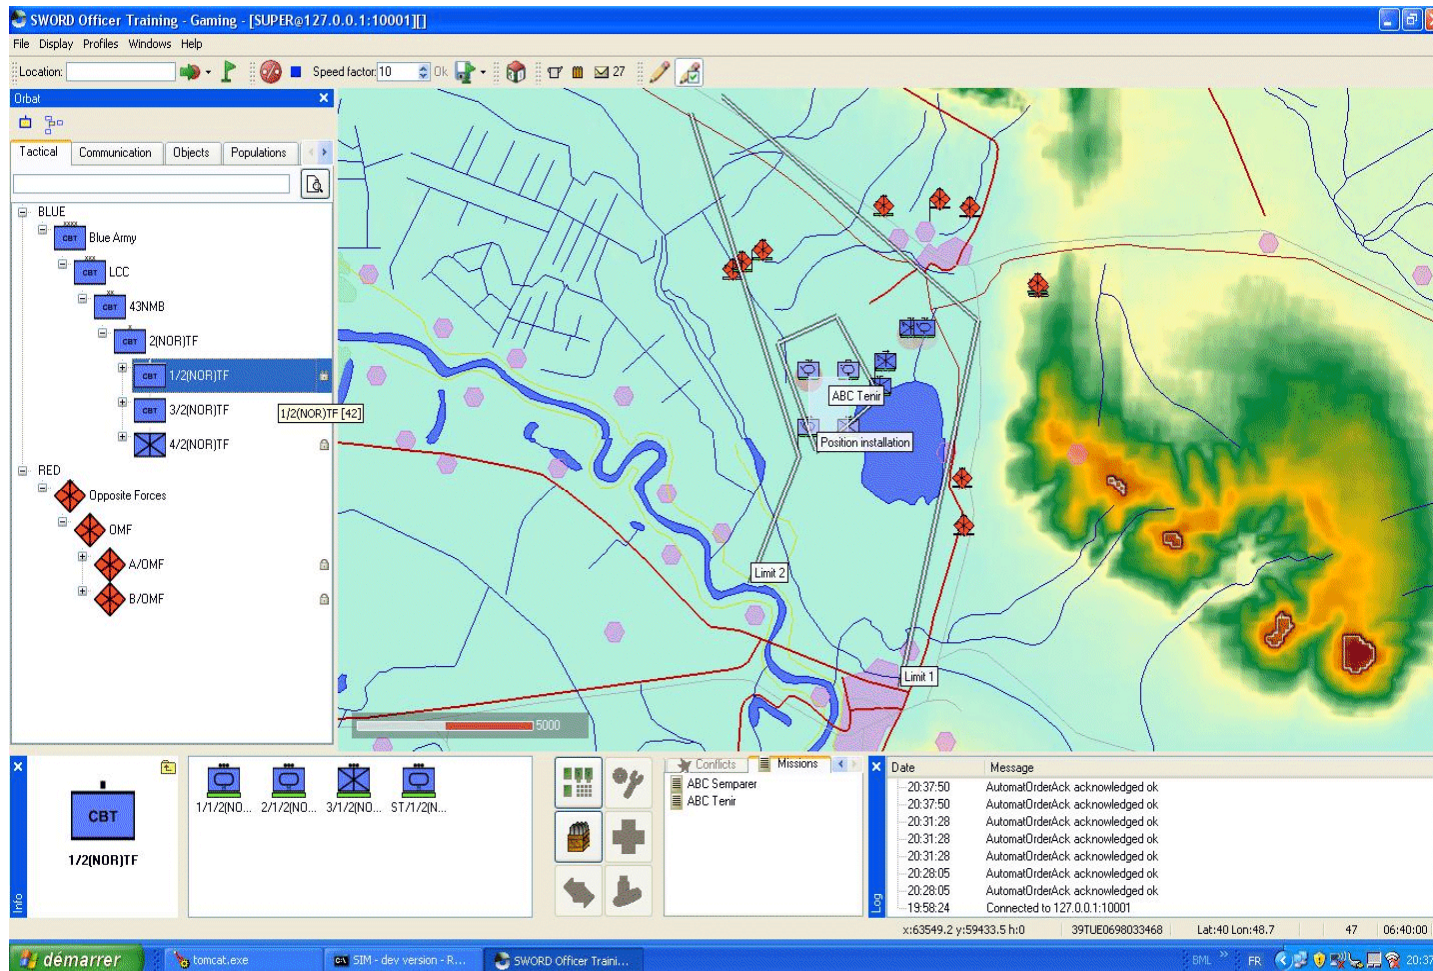 SWORD Officer Training - Gaming - [SUPER@127.0.0.1:10001][]
File Display Profiles Windows Help
Location: Speed factor: 10 Ok 27
Orbat
Tactical Communication Objects Populations
BLUE
xxxx
CBT Blue Army
xxx
CBT LCC
xx
CBT 43NMB
x
CBT 2(NOR)TF
CBT 1/2(NOR)TF
CBT 3/2(NOR)TF
1/2(NOR)TF [42]
4/2(NOR)TF
RED
Opposite Forces
OMF
A/OMF
B/OMF
ABC Tenir
Position installation
Limit 2
Limit 1
5000
Info
CBT
1/2(NOR)TF
1/1/2(NO... 2/1/2(NO... 3/1/2(NO... ST/1/2(N...
Conflicts Missions
ABC Semparer
ABC Tenir
Log
Date Message
20:37:50 AutomatOrderAck acknowledged ok
20:37:50 AutomatOrderAck acknowledged ok
20:31:28 AutomatOrderAck acknowledged ok
20:31:28 AutomatOrderAck acknowledged ok
20:31:28 AutomatOrderAck acknowledged ok
20:28:05 AutomatOrderAck acknowledged ok
20:28:05 AutomatOrderAck acknowledged ok
19:58:24 Connected to 127.0.0.1:10001
x:63549.2 y:59433.5 h:0 39TUE0698033468 Lat:40 Lon:48.7 47 06:40:00
démarrer tomcat.exe SIM - dev version - R... SWORD Officer Traini... BML FR 20:37